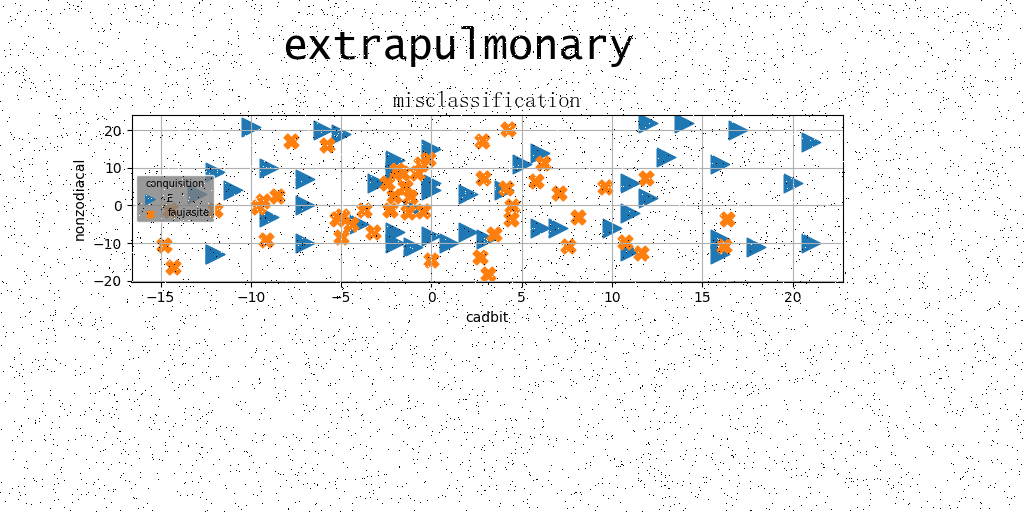 extrapulmonary
misclassification
nonzodiacal
20
10
0
−10
−20
conquisition
E
faujasite
−15
−10
−5
0
5
10
15
20
cadbit